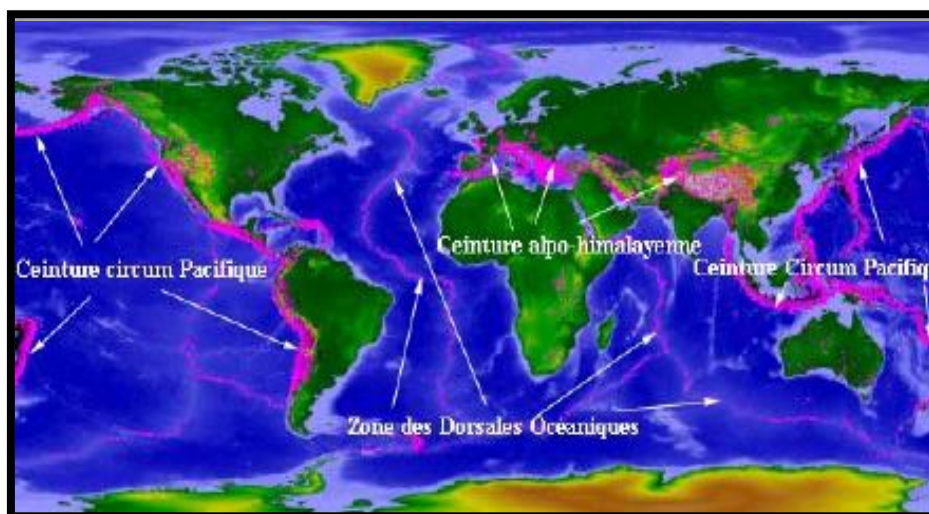 Ceinture alpo-himalayenne
Ceinture circum Pacifique
Ceinture Circum Pacifiq
Zone des Dorsales Océaniques